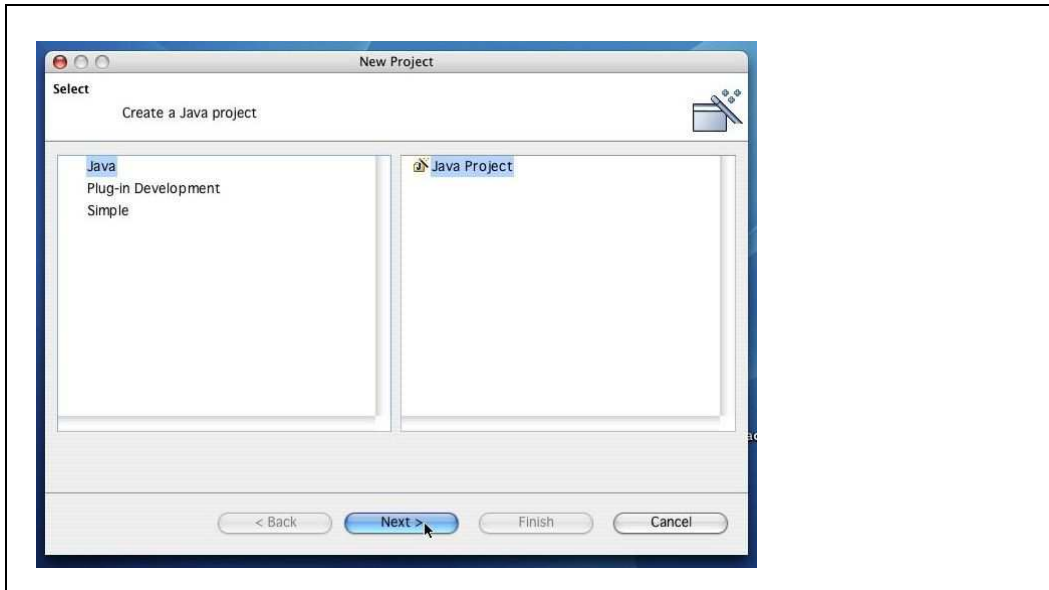 New Project
Select
Create a Java project
Java
Plug-in Development
Simple
Java Project
< Back
Next >
Finish
Cancel